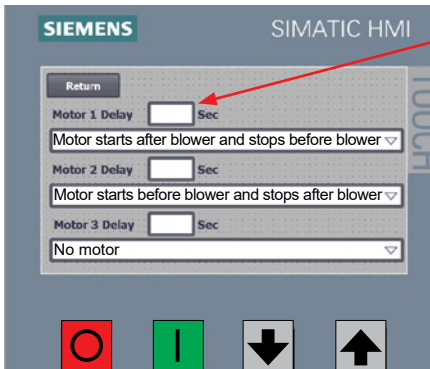 SIEMENS
SIMATIC HMI
TOUCH
Return
Motor 1 Delay Sec
Motor starts after blower and stops before blower
Motor 2 Delay Sec
Motor starts before blower and stops after blower
Motor 3 Delay Sec
No motor